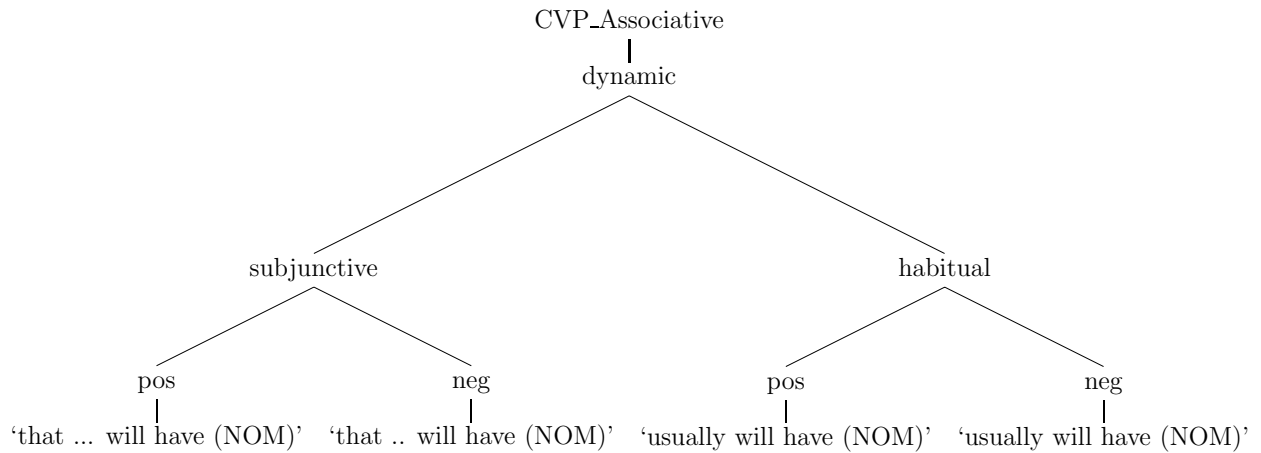 CVP_Associative
dynamic
subjunctive habitual
pos neg pos neg
‘that ... will have (NOM)’ ‘that .. will have (NOM)’ ‘usually will have (NOM)’ ‘usually will have (NOM)’